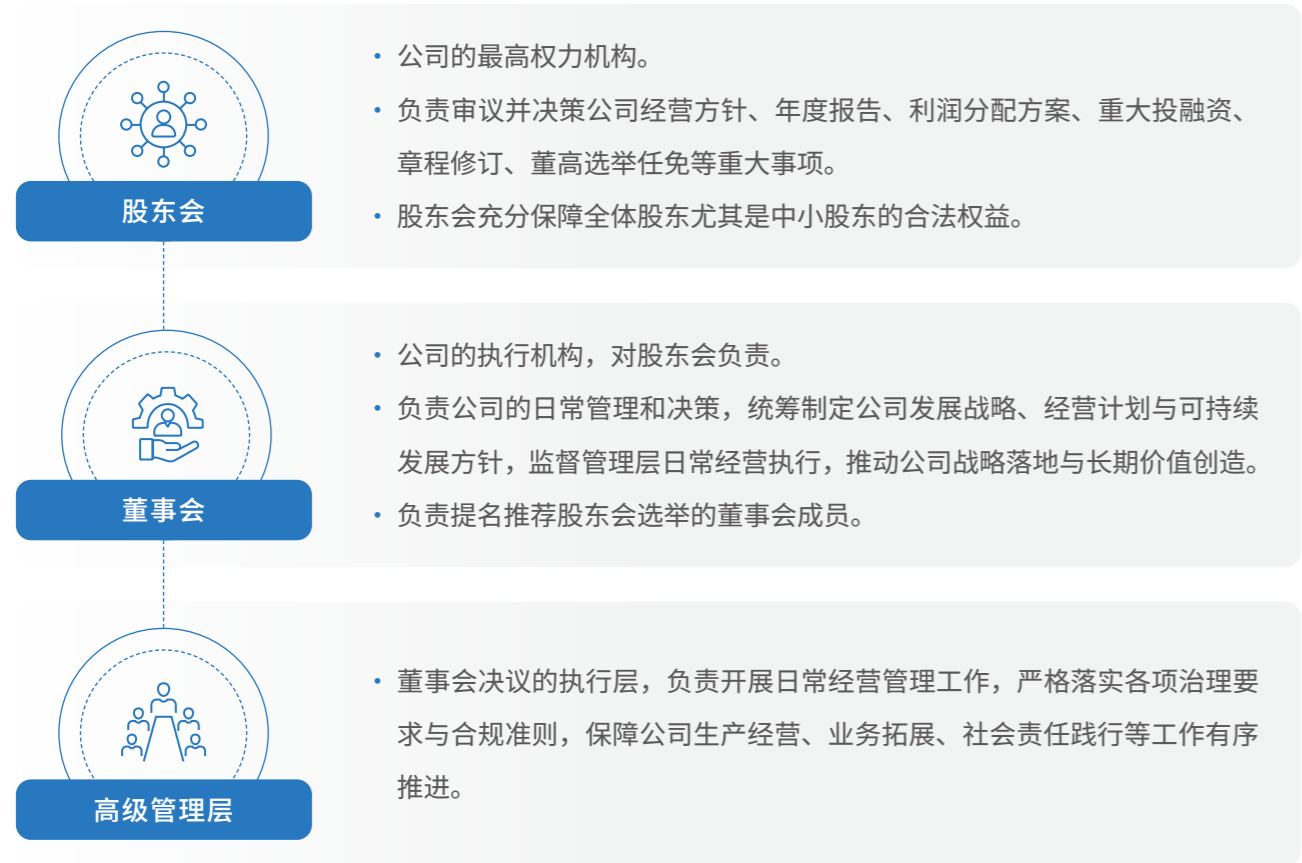 • 公司的最高权力机构。
• 负责审议并决策公司经营方针、年度报告、利润分配方案、重大投融资、
章程修订、董高选举任免等重大事项。
股东会
• 股东会充分保障全体股东尤其是中小股东的合法权益。
• 公司的执行机构，对股东会负责。
• 负责公司的日常管理和决策，统筹制定公司发展战略、经营计划与可持续
发展方针，监督管理层日常经营执行，推动公司战略落地与长期价值创造。
董事会
• 负责提名推荐股东会选举的董事会成员。
• 董事会决议的执行层，负责开展日常经营管理工作，严格落实各项治理要
求与合规准则，保障公司生产经营、业务拓展、社会责任践行等工作有序
推进。
高级管理层